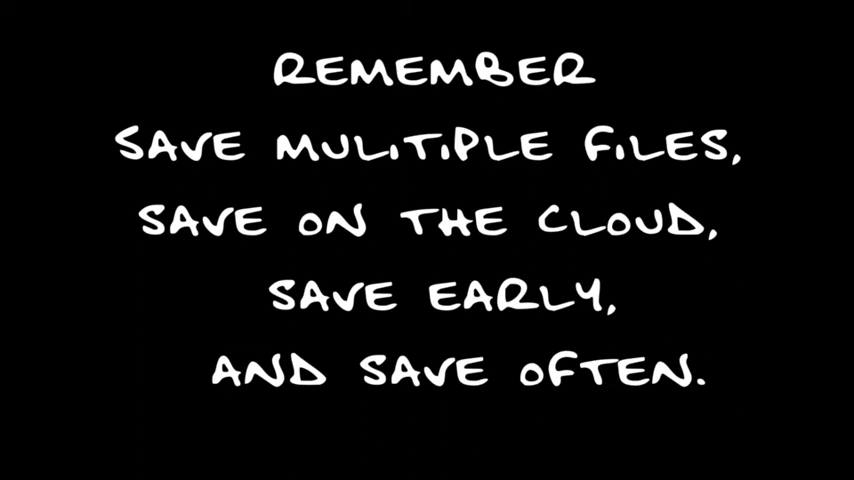 REMEMBER
SAVE MULITIPLE FILES,
SAVE ON THE CLOUD,
SAVE EARLY,
AND SAVE OFTEN.